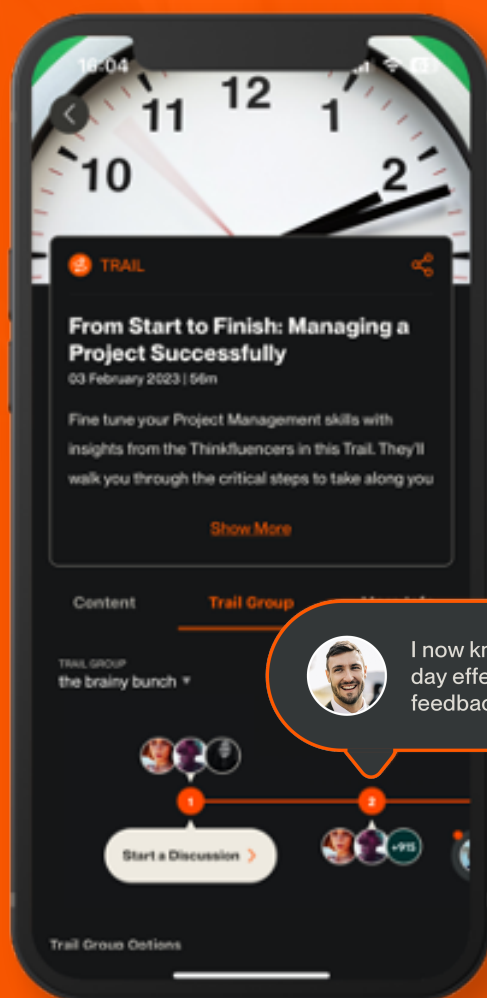 16:04
12
11
1
10
2
TRAIL
From Start to Finish: Managing a
Project Successfully
03 February 2023 | 56m
Fine tune your Project Management skills with
insights from the Thinkfluencers in this Trail. They'll
walk you through the critical steps to take along you
Show More
Content
Trail Group
I now kn
day effe
feedbac
TRAIL GROUP
the brainy bunch
1
2
Start a Discussion
+915
Trail Group Options